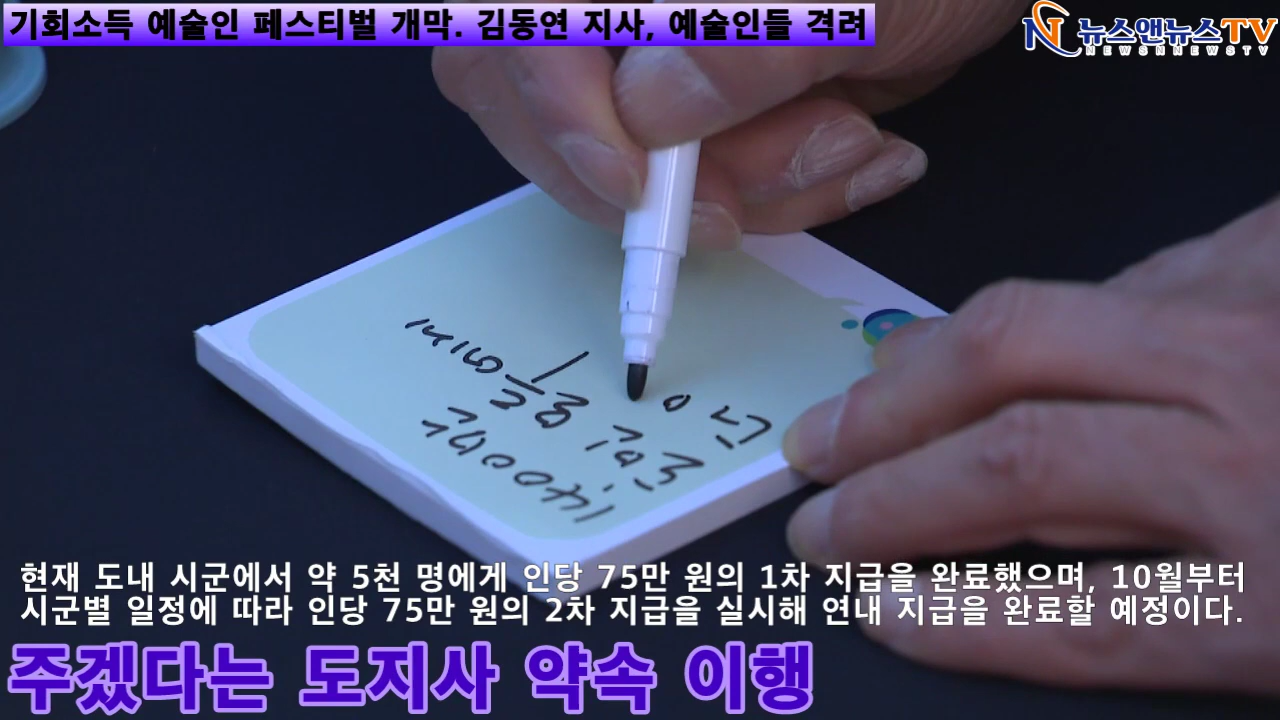 기회소득 예술인 페스티벌 개막. 김동연 지사, 예술인들 격려
뉴스앤뉴스TV
NEWSNNEWSTV
현재 도내 시군에서 약 5천 명에게 인당 75만 원의 1차 지급을 완료했으며, 10월부터
시군별 일정에 따라 인당 75만 원의 2차 지급을 실시해 연내 지급을 완료할 예정이다.
주겠다는 도지사 약속 이행